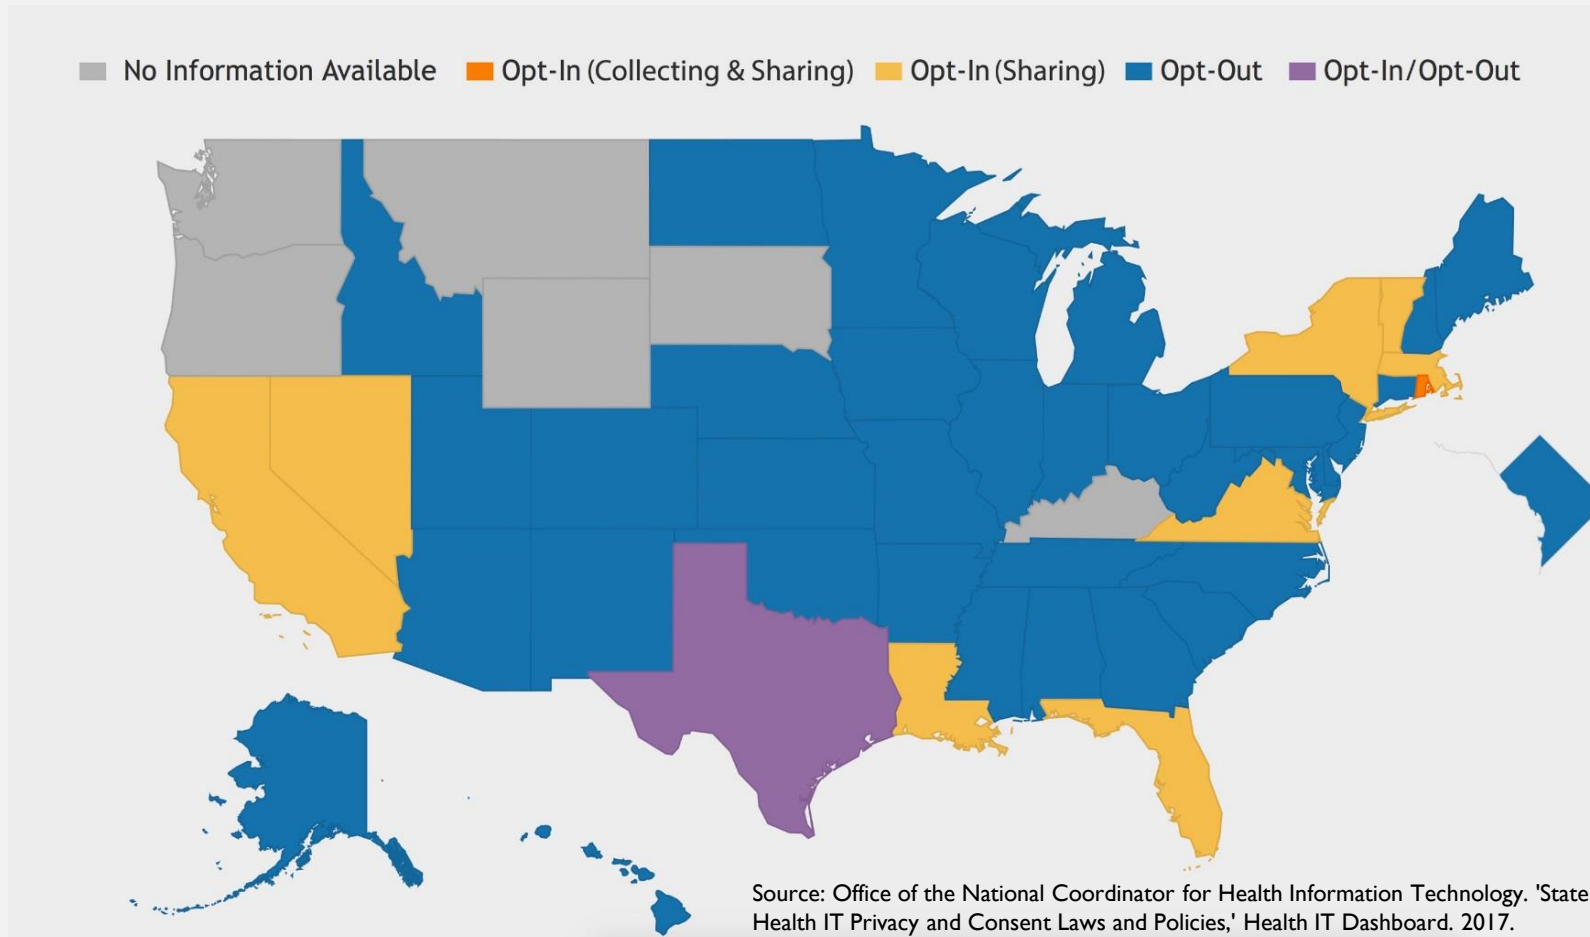 No Information Available Opt-In (Collecting & Sharing) Opt-In (Sharing) Opt-Out Opt-In/Opt-Out
Source: Office of the National Coordinator for Health Information Technology. 'State
Health IT Privacy and Consent Laws and Policies,' Health IT Dashboard. 2017.